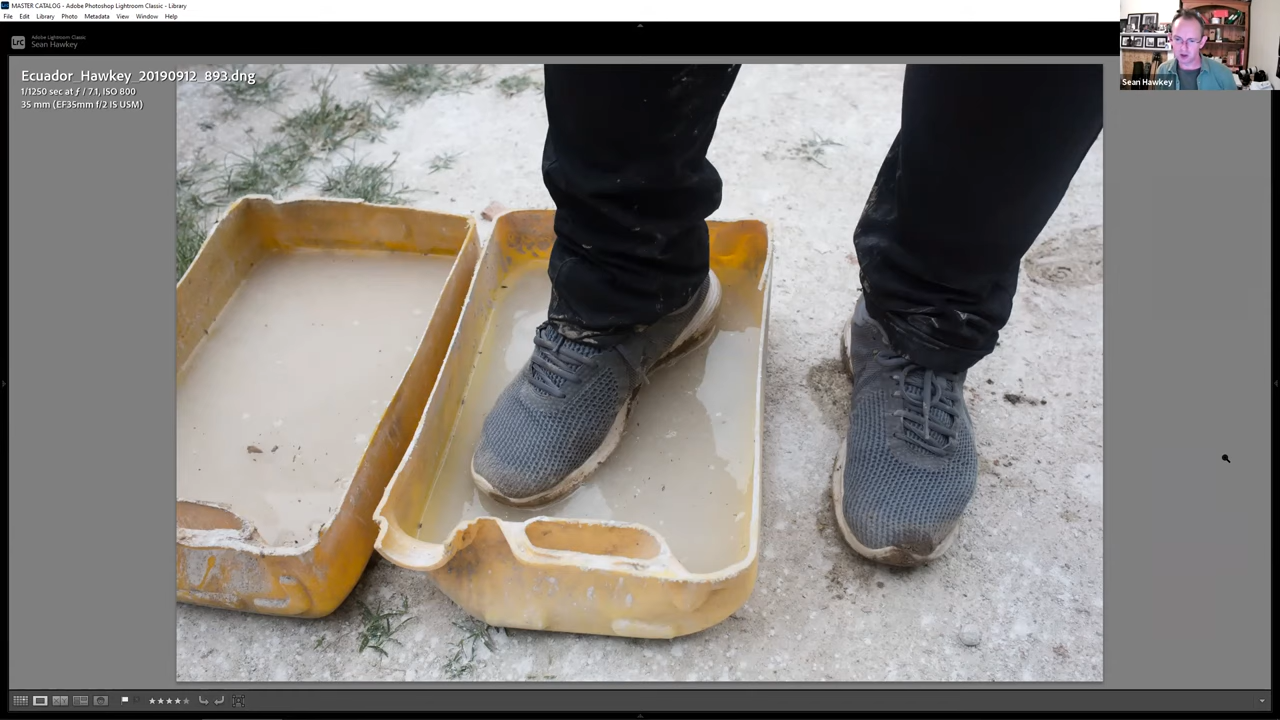 MASTER CATALOG - Adobe Photoshop Lightroom Classic - Library
File Edit Library Photo Metadata View Window Help
Adobe Lightroom Classic
Lrc Sean Hawkey
Ecuador_Hawkey_20190912_893.dng
1/1250 sec at ƒ / 7.1, ISO 800
35 mm (EF35mm f/2 IS USM)
Sean Hawkey